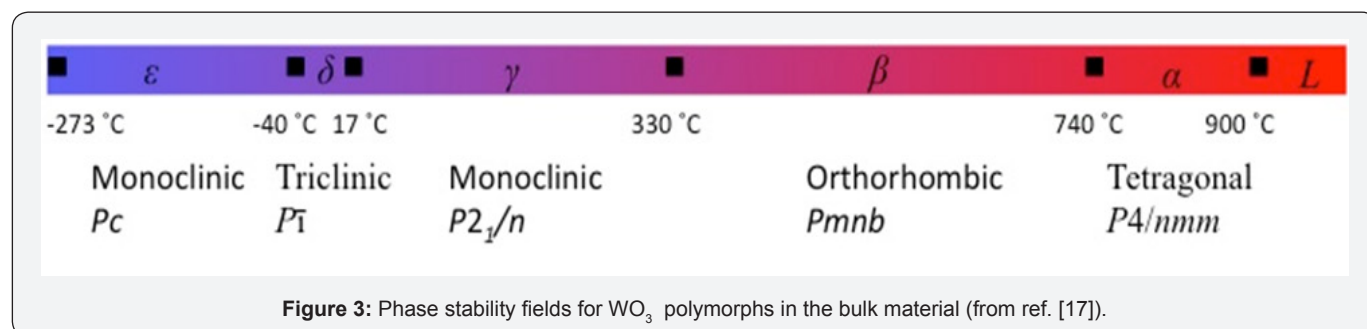 ε δ γ β α L
-273 °C -40 °C 17 °C 330 °C 740 °C 900 °C
Monoclinic Triclinic Monoclinic Orthorhombic Tetragonal
Pc Pī P2₁/n Pmnb P4/nmm
Figure 3: Phase stability fields for WO₃ polymorphs in the bulk material (from ref. [17]).